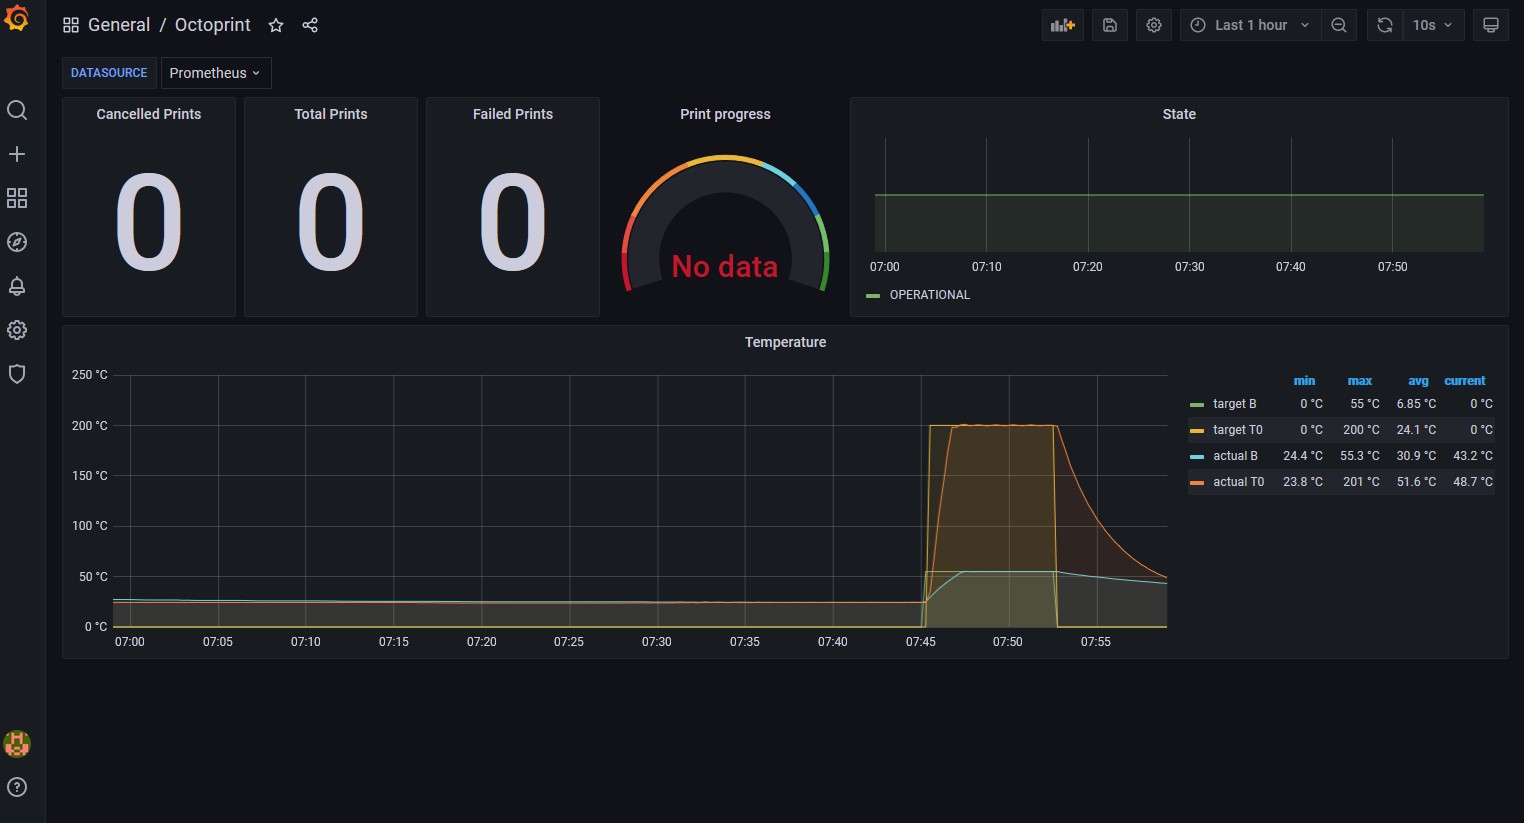 General / Octoprint
Last 1 hour
10s
DATASOURCE Prometheus
Cancelled Prints
0
Total Prints
0
Failed Prints
0
Print progress
No data
State
07:00 07:10 07:20 07:30 07:40 07:50
OPERATIONAL
Temperature
250 °C
200 °C
150 °C
100 °C
50 °C
0 °C
07:00 07:05 07:10 07:15 07:20 07:25 07:30 07:35 07:40 07:45 07:50 07:55
min max avg current
target B 0 °C 55 °C 6.85 °C 0 °C
target T0 0 °C 200 °C 24.1 °C 0 °C
actual B 24.4 °C 55.3 °C 30.9 °C 43.2 °C
actual T0 23.8 °C 201 °C 51.6 °C 48.7 °C